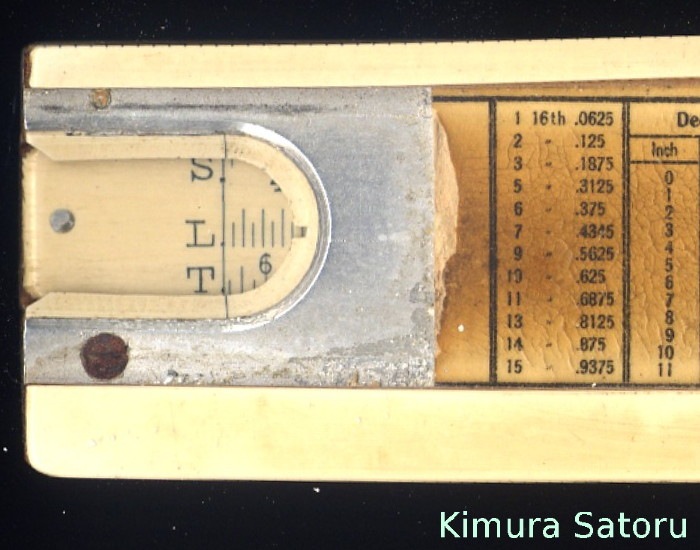 S.
L.
6
T.
1 16th .0625
2 " .125
3 " .1875
5 " .3125
6 " .375
7 " .4345
9 " .5625
10 " .625
11 " .6875
13 " .8125
14 " .875
15 " .9375
De
Inch
0
1
2
3
4
5
6
7
8
9
10
11
Kimura Satoru